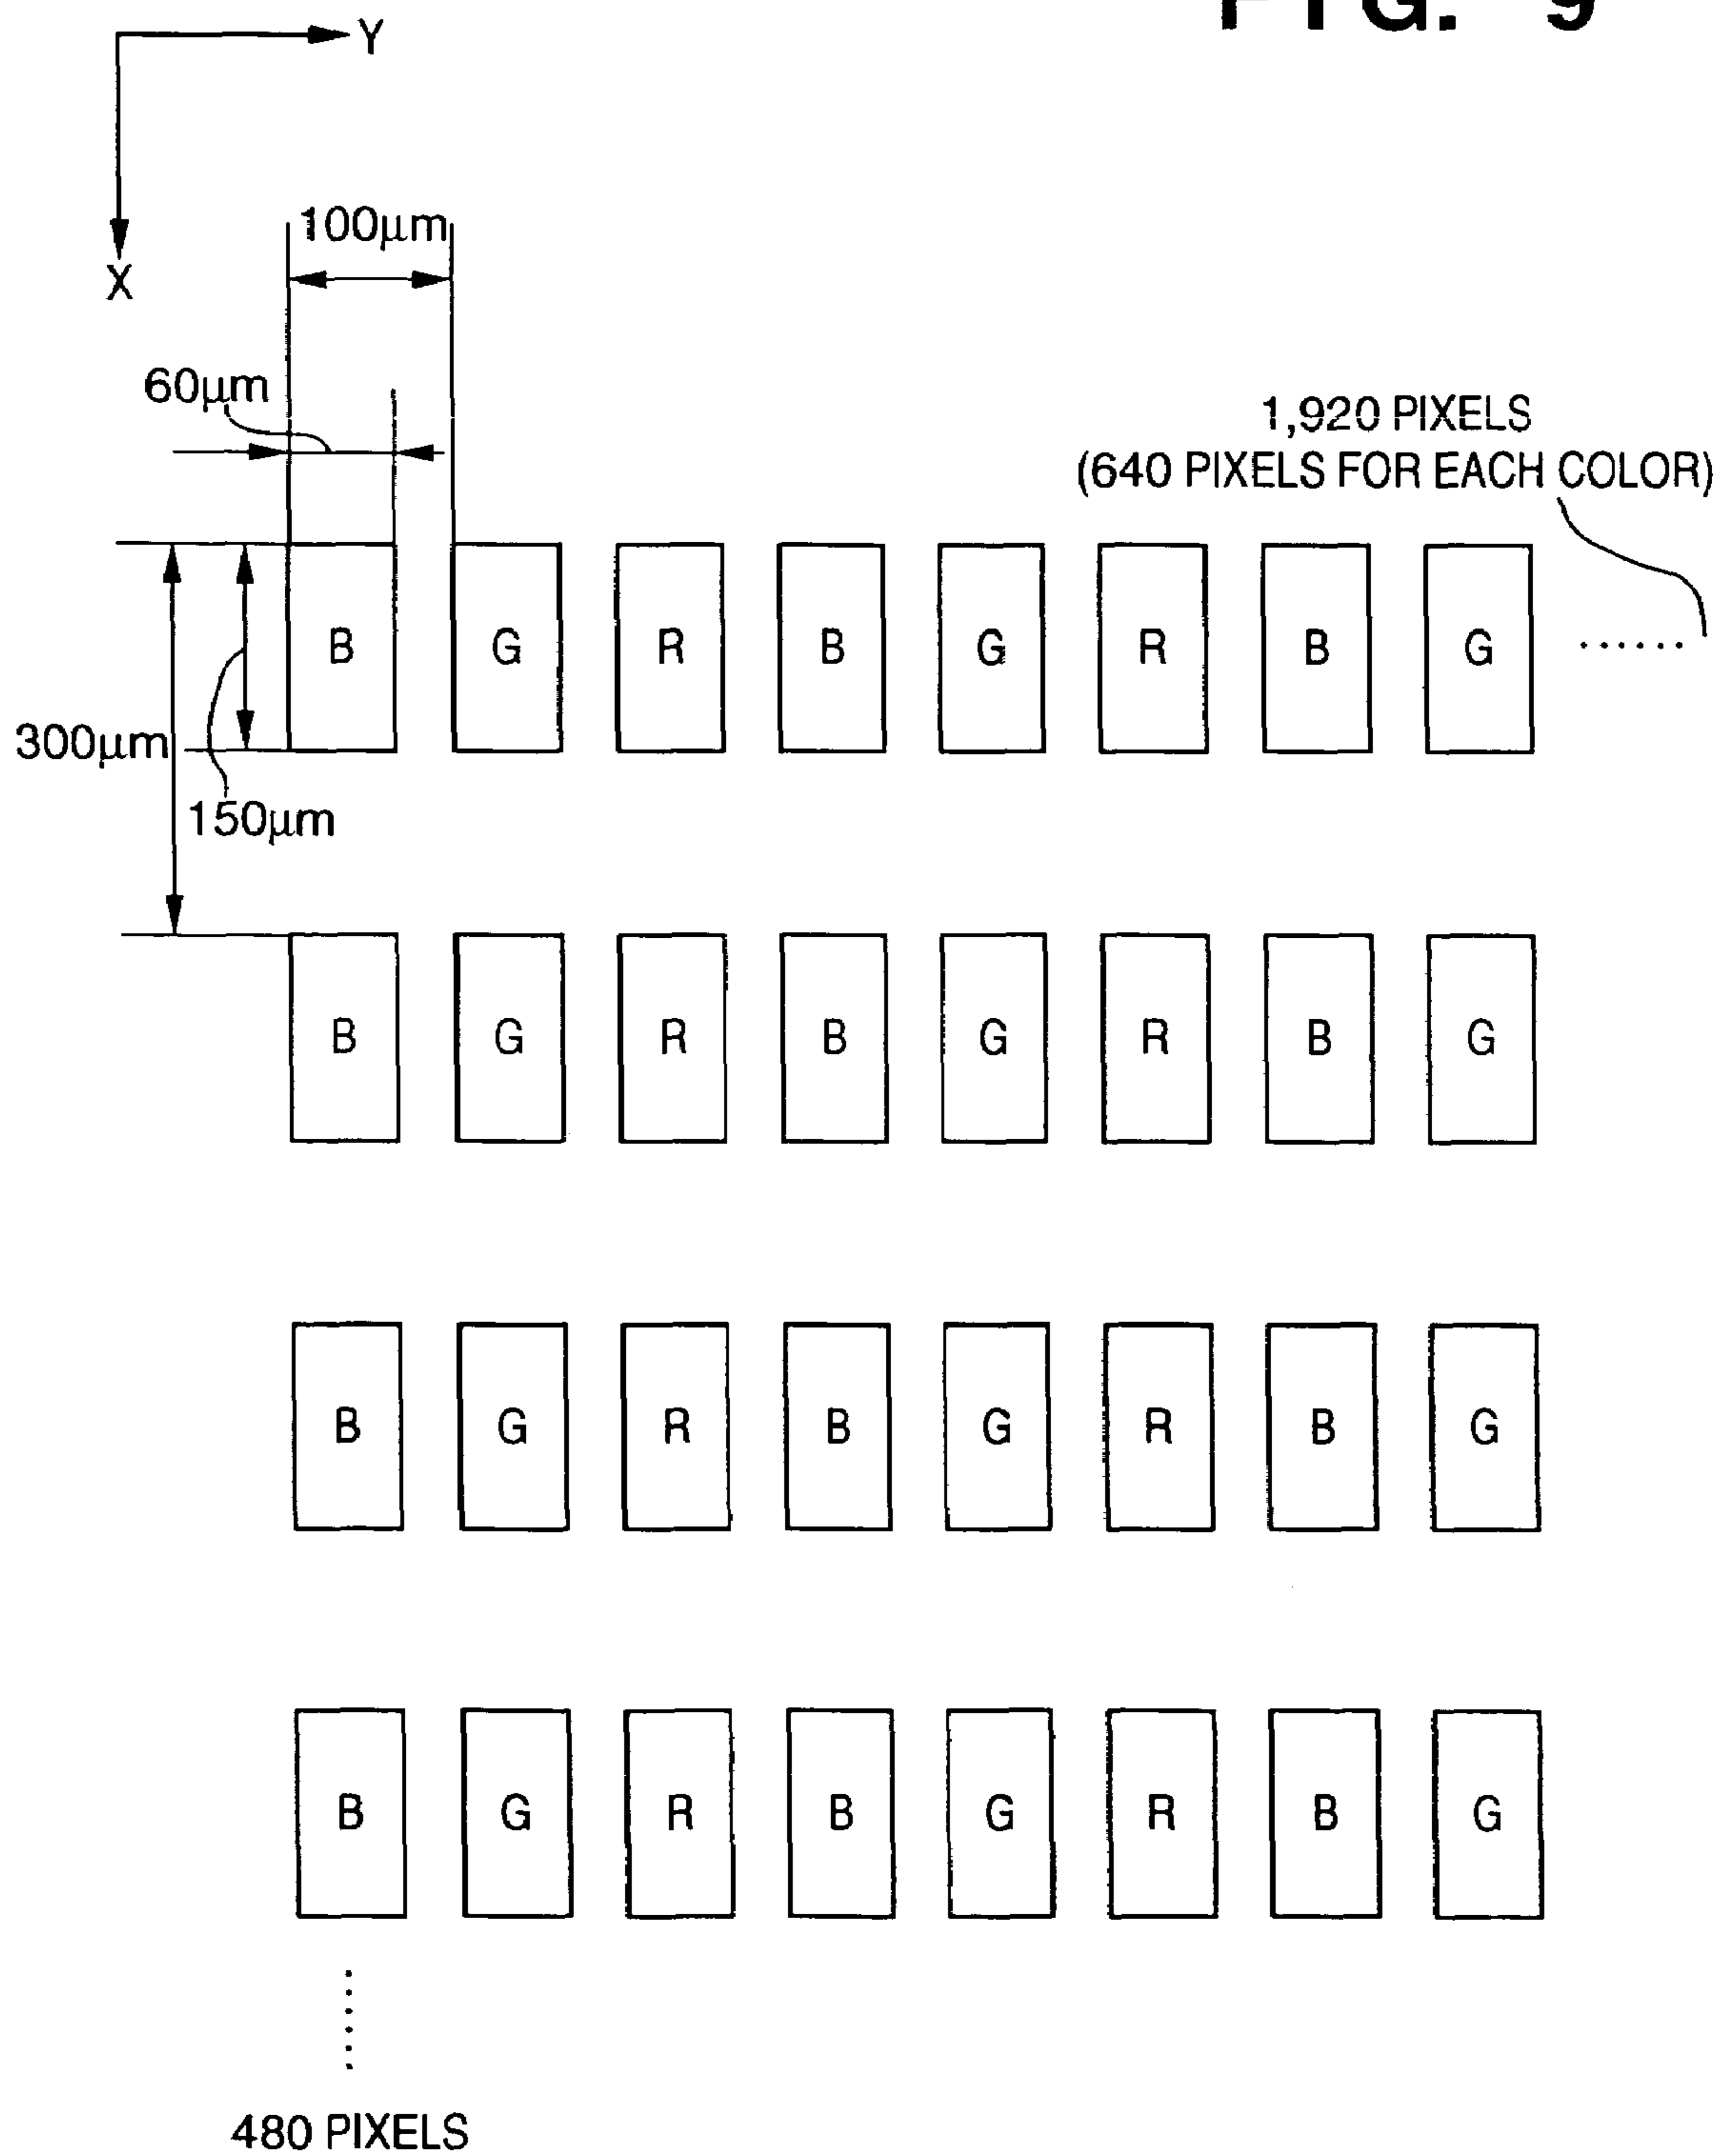 FIG. 9
Y
X
100μm
60μm
1,920 PIXELS
(640 PIXELS FOR EACH COLOR)
B G R B G R B G ......
300μm
150μm
B G R B G R B G
B G R B G R B G
B G R B G R B G
480 PIXELS